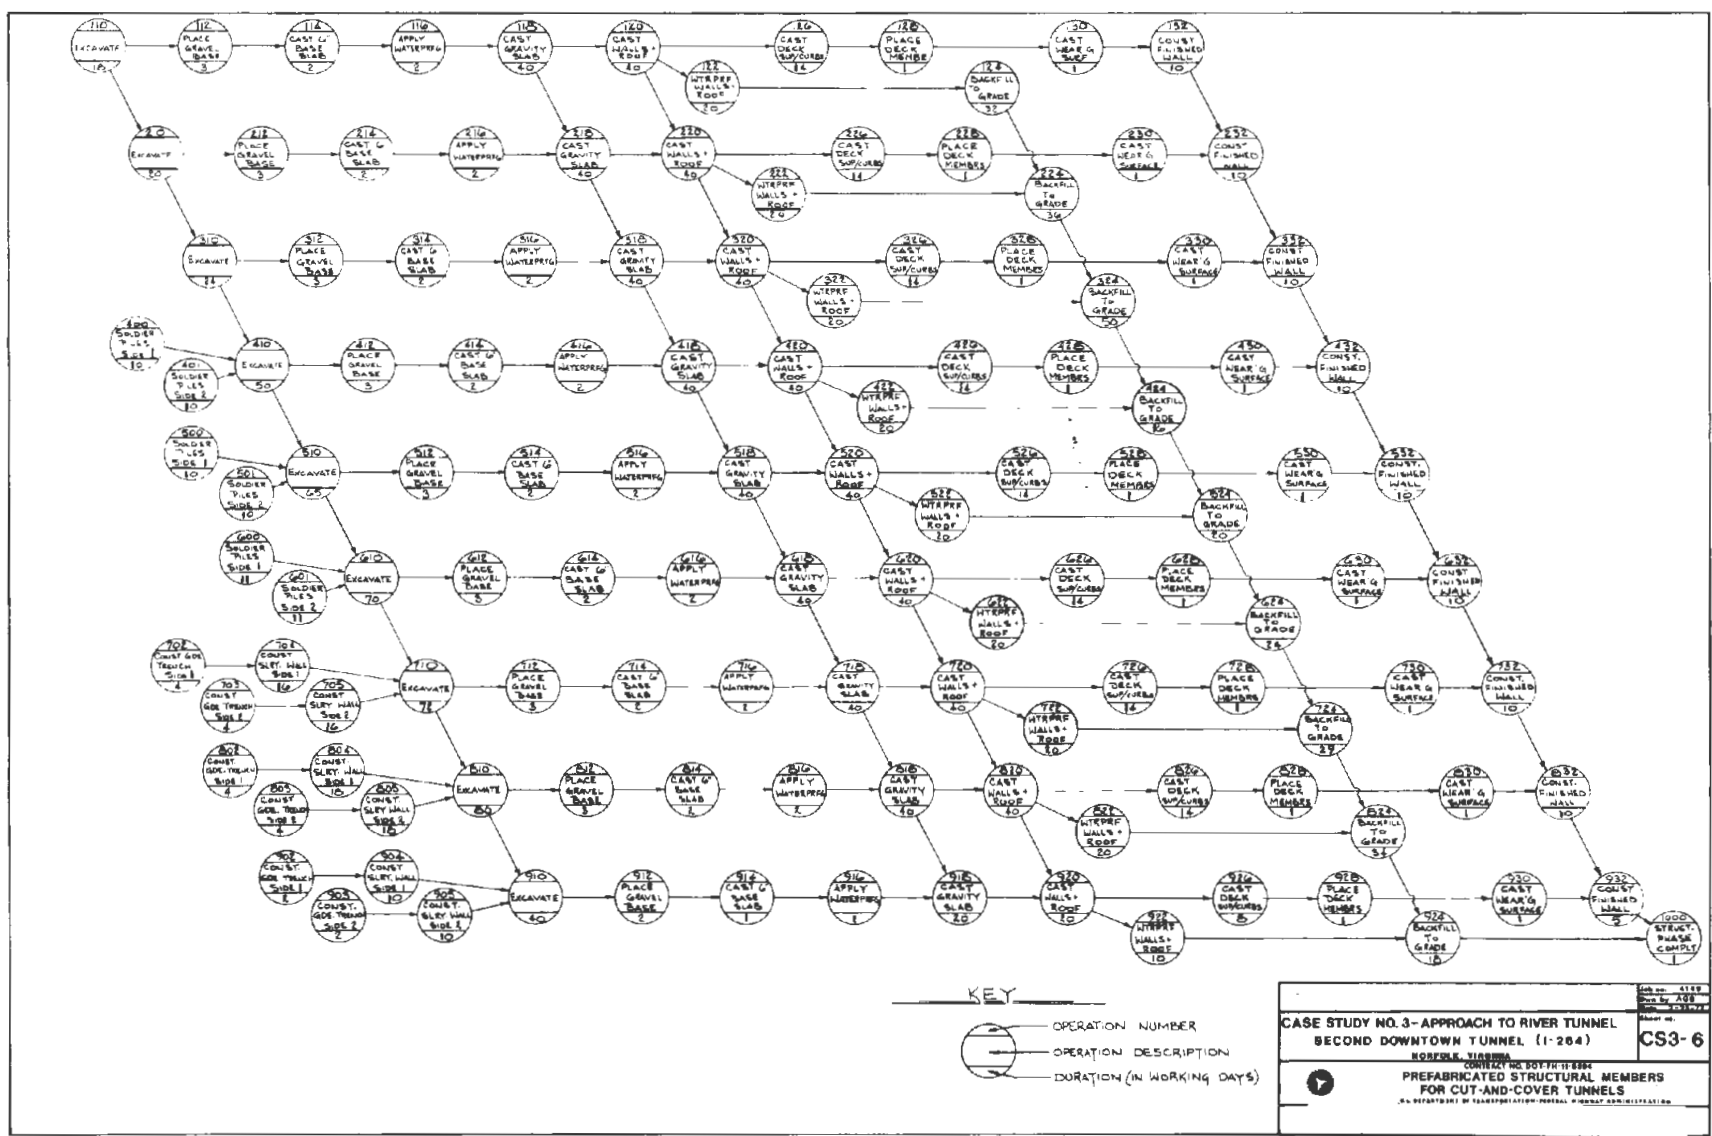 110
EXCAVATE
18
112
PLACE
GRAVEL
BASE
3
114
CAST 6"
BASE
SLAB
2
116
APPLY
WATERPRFG
2
118
CAST
GRAVITY
SLAB
40
120
CAST
WALLS +
ROOF
40
126
CAST
DECK
SUP/CURBS
14
128
PLACE
DECK
MEMBE
1
130
CAST
WEAR'G
SURF
1
132
CONST
FINISHED
WALL
10
122
WTRPRF
WALLS +
ROOF
20
124
BACKFILL
TO
GRADE
32
210
EXCAVATE
20
212
PLACE
GRAVEL
BASE
3
214
CAST 6
BASE
SLAB
2
216
APPLY
WATERPRFG
2
218
CAST
GRAVITY
SLAB
40
220
CAST
WALLS +
ROOF
40
226
CAST
DECK
SUP/CURBS
14
228
PLACE
DECK
MEMBRS
1
230
CAST
WEAR'G
SURFACE
1
232
CONST
FINISHED
WALL
10
222
WTRPRF
WALLS +
ROOF
224
BACKFILL
TO
GRADE
36
310
EXCAVATE
312
PLACE
GRAVEL
BASE
3
314
CAST 6
BASE
SLAB
2
316
APPLY
WATERPRFG
2
318
CAST
GRAVITY
SLAB
40
320
CAST
WALLS +
ROOF
40
326
CAST
DECK
SUP/CURBS
14
328
PLACE
DECK
MEMBRS
1
330
CAST
WEAR'G
SURFACE
1
332
CONST
FINISHED
WALL
10
322
WTRPRF
WALLS +
ROOF
20
324
BACKFILL
TO
GRADE
50
400
SOLDIER
PILES
SIDE 1
10
401
SOLDIER
PILES
SIDE 2
10
410
EXCAVATE
50
412
PLACE
GRAVEL
BASE
3
414
CAST 6
BASE
SLAB
2
416
APPLY
WATERPRFG
2
418
CAST
GRAVITY
SLAB
40
420
CAST
WALLS +
ROOF
40
426
CAST
DECK
SUP/CURBS
14
428
PLACE
DECK
MEMBRS
1
430
CAST
WEAR'G
SURFACE
1
432
CONST.
FINISHED
WALL
10
422
WTRPRF
WALLS +
ROOF
20
424
BACKFILL
TO
GRADE
16
500
SOLDIER
PILES
SIDE 1
10
501
SOLDIER
PILES
SIDE 2
10
510
EXCAVATE
65
512
PLACE
GRAVEL
BASE
3
514
CAST 6
BASE
SLAB
2
516
APPLY
WATERPRFG
2
518
CAST
GRAVITY
SLAB
40
520
CAST
WALLS +
ROOF
40
526
CAST
DECK
SUP/CURBS
14
528
PLACE
DECK
MEMBRS
1
530
CAST
WEAR'G
SURFACE
1
532
CONST.
FINISHED
WALL
10
522
WTRPRF
WALLS +
ROOF
20
524
BACKFILL
TO
GRADE
20
600
SOLDIER
PILES
SIDE 1
11
601
SOLDIER
PILES
SIDE 2
11
610
EXCAVATE
70
612
PLACE
GRAVEL
BASE
3
614
CAST 6
BASE
SLAB
2
616
APPLY
WATERPRFG
2
618
CAST
GRAVITY
SLAB
40
620
CAST
WALLS +
ROOF
40
626
CAST
DECK
SUP/CURBS
14
628
PLACE
DECK
MEMBRS
1
630
CAST
WEAR'G
SURFACE
1
632
CONST
FINISHED
WALL
10
622
WTRPRF
WALLS +
ROOF
20
624
BACKFILL
TO
GRADE
24
702
CONST GDE
TRENCH
SIDE 1
4
CONST
SLRY. WALL
SIDE 1
16
703
CONST
GDE TRENCH
SIDE 2
4
705
CONST
SLRY WALL
SIDE 2
16
710
EXCAVATE
72
712
PLACE
GRAVEL
BASE
3
714
CAST 6"
BASE
SLAB
2
716
APPLY
WATERPRFG
2
718
CAST
GRAVITY
SLAB
40
720
CAST
WALLS +
ROOF
40
726
CAST
DECK
SUP/CURBS
14
728
PLACE
DECK
MEMBRS
1
730
CAST
WEAR'G
SURFACE
1
732
CONST.
FINISHED
WALL
10
722
WTRPRF
WALLS +
ROOF
20
724
BACKFILL
TO
GRADE
29
802
CONST.
GDE. TRENCH
SIDE 1
4
804
CONST.
SLRY. WALL
SIDE 1
18
803
CONST
GDE. TRENCH
SIDE 2
4
805
CONST.
SLRY WALL
SIDE 2
18
810
EXCAVATE
80
812
PLACE
GRAVEL
BASE
3
814
CAST 6"
BASE
SLAB
2
816
APPLY
WATERPRFG
2
818
CAST
GRAVITY
SLAB
40
820
CAST
WALLS +
ROOF
40
826
CAST
DECK
SUP/CURBS
14
828
PLACE
DECK
MEMBRS
1
830
CAST
WEAR'G
SURFACE
1
832
CONST.
FINISHED
WALL
10
822
WTRPRF
WALLS +
ROOF
20
824
BACKFILL
TO
GRADE
34
902
CONST.
GDE TRENCH
SIDE 1
2
904
CONST
SLRY. WALL
SIDE 1
10
903
CONST.
GDE. TRENCH
SIDE 2
2
905
CONST.
SLRY WALL
SIDE 2
10
910
EXCAVATE
40
912
PLACE
GRAVEL
BASE
2
914
CAST 6
BASE
SLAB
1
916
APPLY
WATERPRFG
1
918
CAST
GRAVITY
SLAB
20
920
CAST
WALLS +
ROOF
20
926
CAST
DECK
SUP/CURBS
8
928
PLACE
DECK
MEMBRS
1
930
CAST
WEAR'G
SURFACE
1
932
CONST
FINISHED
WALL
5
922
WTRPRF
WALLS +
ROOF
10
924
BACKFILL
TO
GRADE
18
1000
STRUCT.
PHASE
COMPLT
1
KEY
OPERATION NUMBER
OPERATION DESCRIPTION
DURATION (IN WORKING DAYS)
CASE STUDY NO. 3-APPROACH TO RIVER TUNNEL
SECOND DOWNTOWN TUNNEL (I-264)
NORFOLK, VIRGINIA
CS3-6
PREFABRICATED STRUCTURAL MEMBERS
FOR CUT-AND-COVER TUNNELS
U.S. DEPARTMENT OF TRANSPORTATION-FEDERAL HIGHWAY ADMINISTRATION